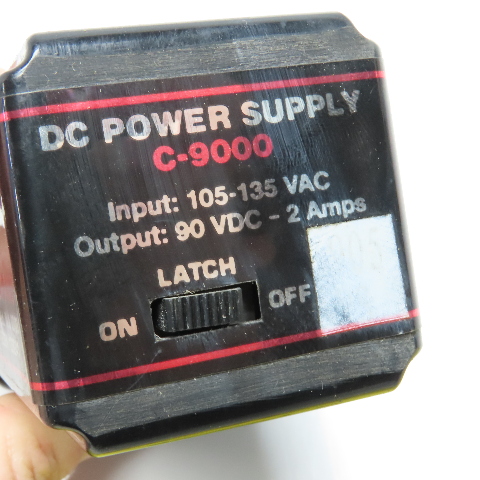 DC POWER SUPPLY
C-9000
Input: 105-135 VAC
Output: 90 VDC - 2 Amps
LATCH
ON
OFF